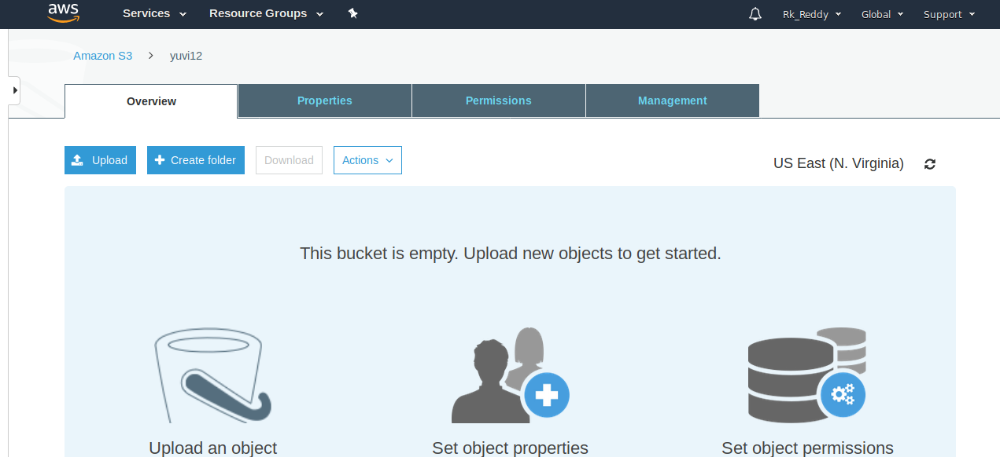 aws Services Resource Groups Rk_Reddy Global Support
Amazon S3 > yuvi12
Overview Properties Permissions Management
Upload Create folder Download Actions US East (N. Virginia)
This bucket is empty. Upload new objects to get started.
Upload an object Set object properties Set object permissions